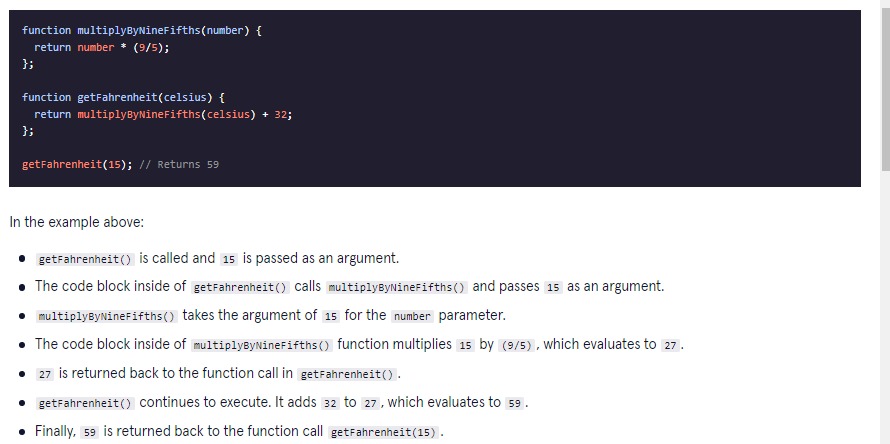 function multiplyByNineFifths(number) {
  return number * (9/5);
};

function getFahrenheit(celsius) {
  return multiplyByNineFifths(celsius) + 32;
};

getFahrenheit(15); // Returns 59

In the example above:
• getFahrenheit() is called and 15 is passed as an argument.
• The code block inside of getFahrenheit() calls multiplyByNineFifths() and passes 15 as an argument.
• multiplyByNineFifths() takes the argument of 15 for the number parameter.
• The code block inside of multiplyByNineFifths() function multiplies 15 by (9/5), which evaluates to 27.
• 27 is returned back to the function call in getFahrenheit().
• getFahrenheit() continues to execute. It adds 32 to 27, which evaluates to 59.
• Finally, 59 is returned back to the function call getFahrenheit(15).